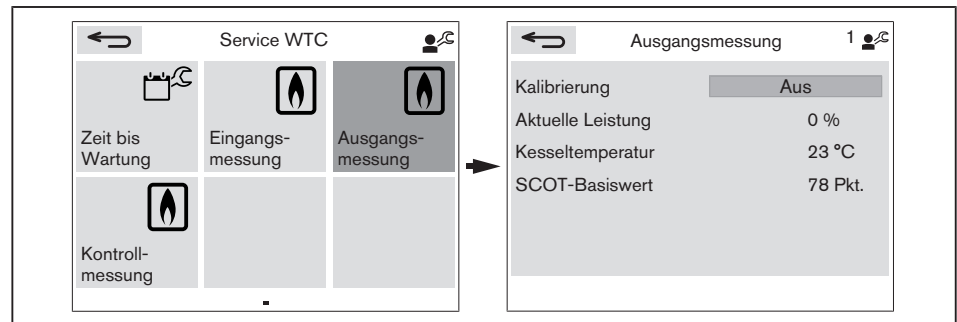 Service WTC
Zeit bis
Wartung
Eingangs-
messung
Ausgangs-
messung
Kontroll-
messung
Ausgangsmessung 1
Kalibrierung Aus
Aktuelle Leistung 0 %
Kesseltemperatur 23 °C
SCOT-Basiswert 78 Pkt.